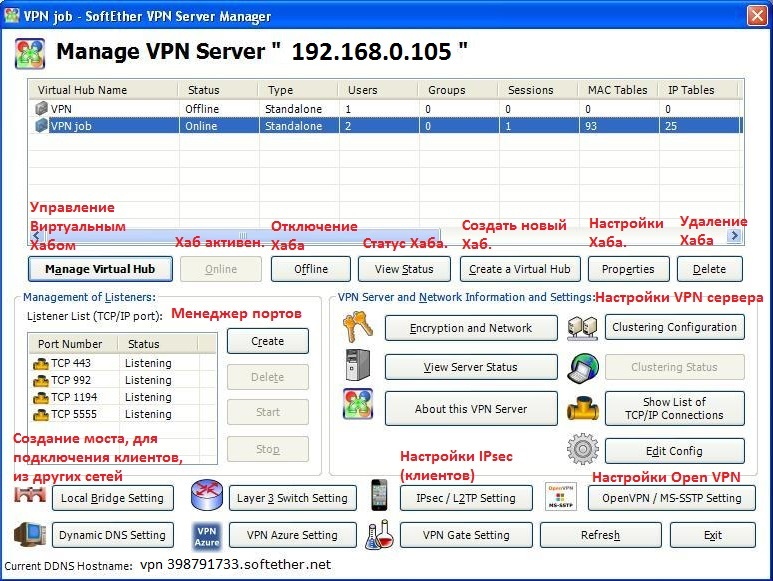 VPN job - SoftEther VPN Server Manager
Manage VPN Server " 192.168.0.105 "
Virtual Hub Name Status Type Users Groups Sessions MAC Tables IP Tables
VPN Offline Standalone 1 0 0 0 0
VPN job Online Standalone 2 0 1 93 25
Управление
Виртуальным
Хабом
Хаб активен.
Отключение
Хаба
Статус Хаба.
Создать новый
Хаб.
Настройки
Хаба.
Удаление
Хаба
Manage Virtual Hub Online Offline View Status Create a Virtual Hub Properties Delete
Management of Listeners:
Listener List (TCP/IP port):
Менеджер портов
Port Number Status
TCP 443 Listening
TCP 992 Listening
TCP 1194 Listening
TCP 5555 Listening
Create
Delete
Start
Stop
VPN Server and Network Information and Settings:
Настройки VPN сервера
Encryption and Network
Clustering Configuration
View Server Status
Clustering Status
About this VPN Server
Show List of
TCP/IP Connections
Edit Config
Создание моста, для
подключения клиентов,
из других сетей
Настройки IPsec
(клиентов)
Настройки Open VPN
Local Bridge Setting
Layer 3 Switch Setting
IPsec / L2TP Setting
OpenVPN
MS-SSTP
OpenVPN / MS-SSTP Setting
Dynamic DNS Setting
VPN
Azure
VPN Azure Setting
VPN Gate Setting
Refresh
Exit
Current DDNS Hostname: vpn 398791733.softether.net